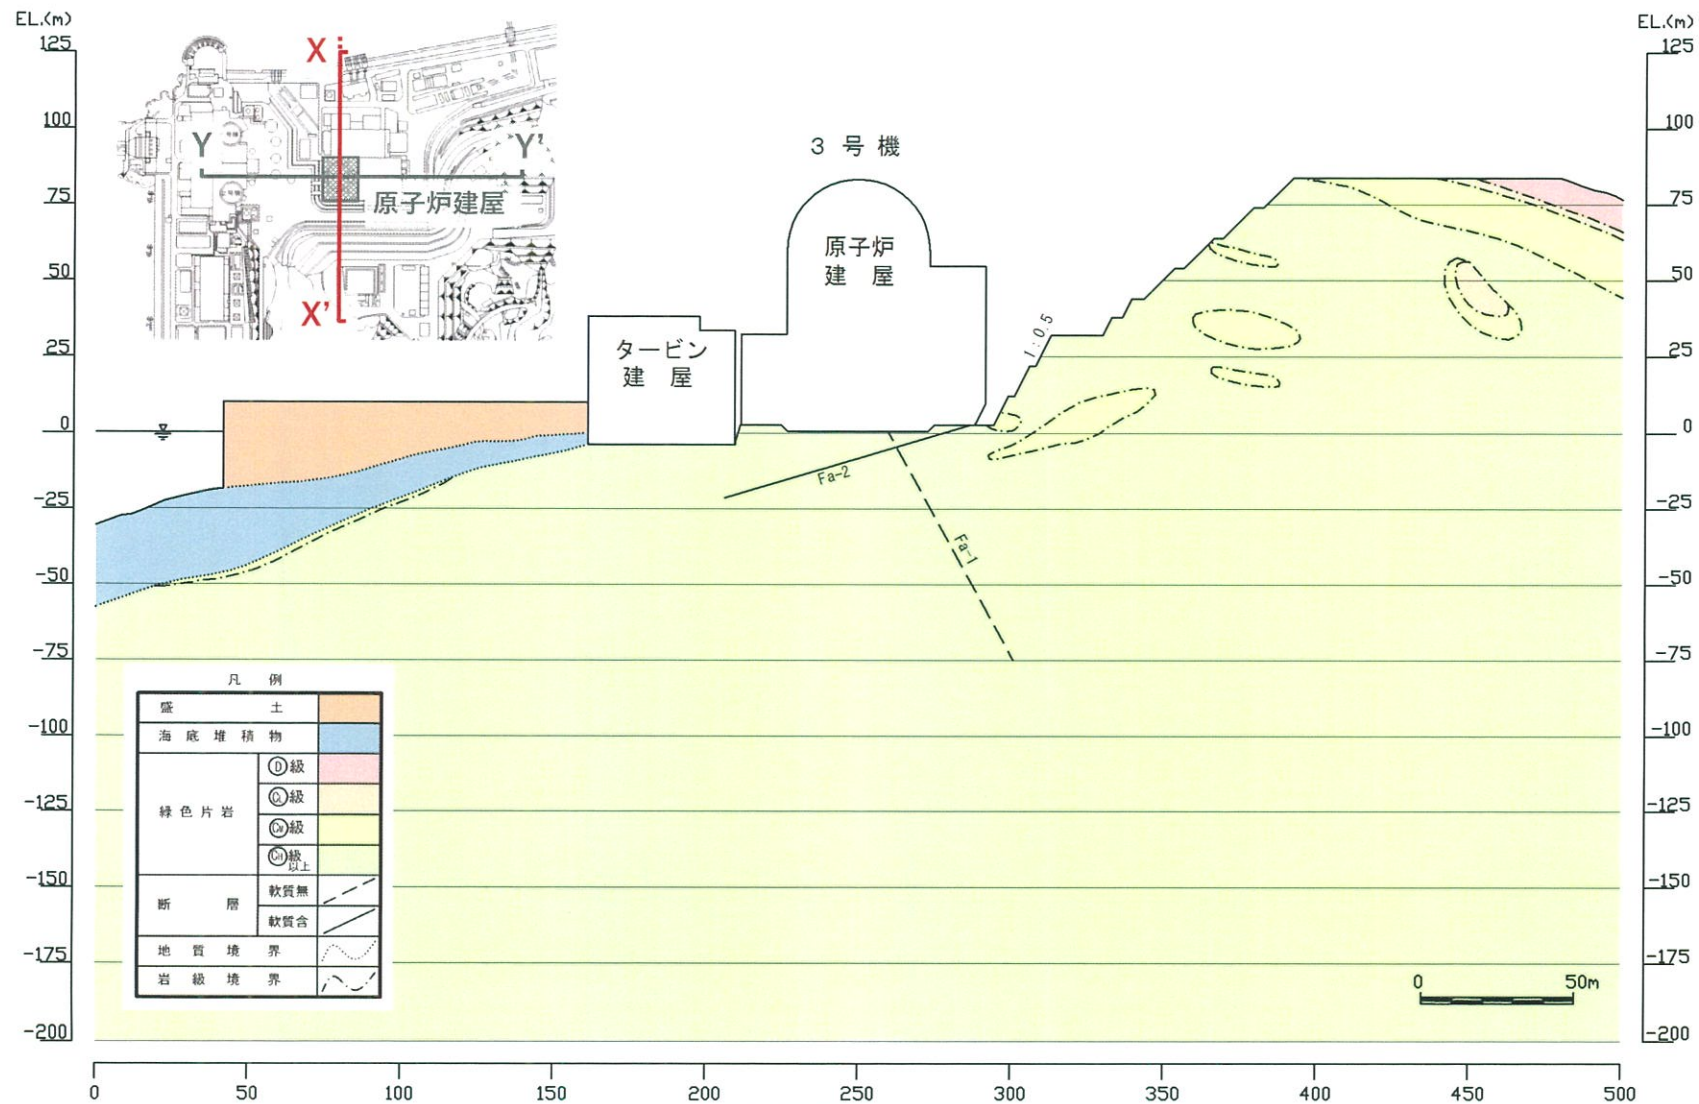 EL.(m)
125
100
75
50
25
0
-25
-50
-75
-100
-125
-150
-175
-200
X
Y
Y'
原子炉建屋
X'
3 号 機
原子炉
建 屋
タービン
建 屋
1:0.5
Fa-2
Fa-1
凡 例
盛 土
海 底 堆 積 物
緑 色 片 岩
D級
CL級
CM級
CH級
以上
断 層
軟質無
軟質含
地 質 境 界
岩 級 境 界
EL.(m)
125
100
75
50
25
0
-25
-50
-75
-100
-125
-150
-175
-200
0 50m
0 50 100 150 200 250 300 350 400 450 500